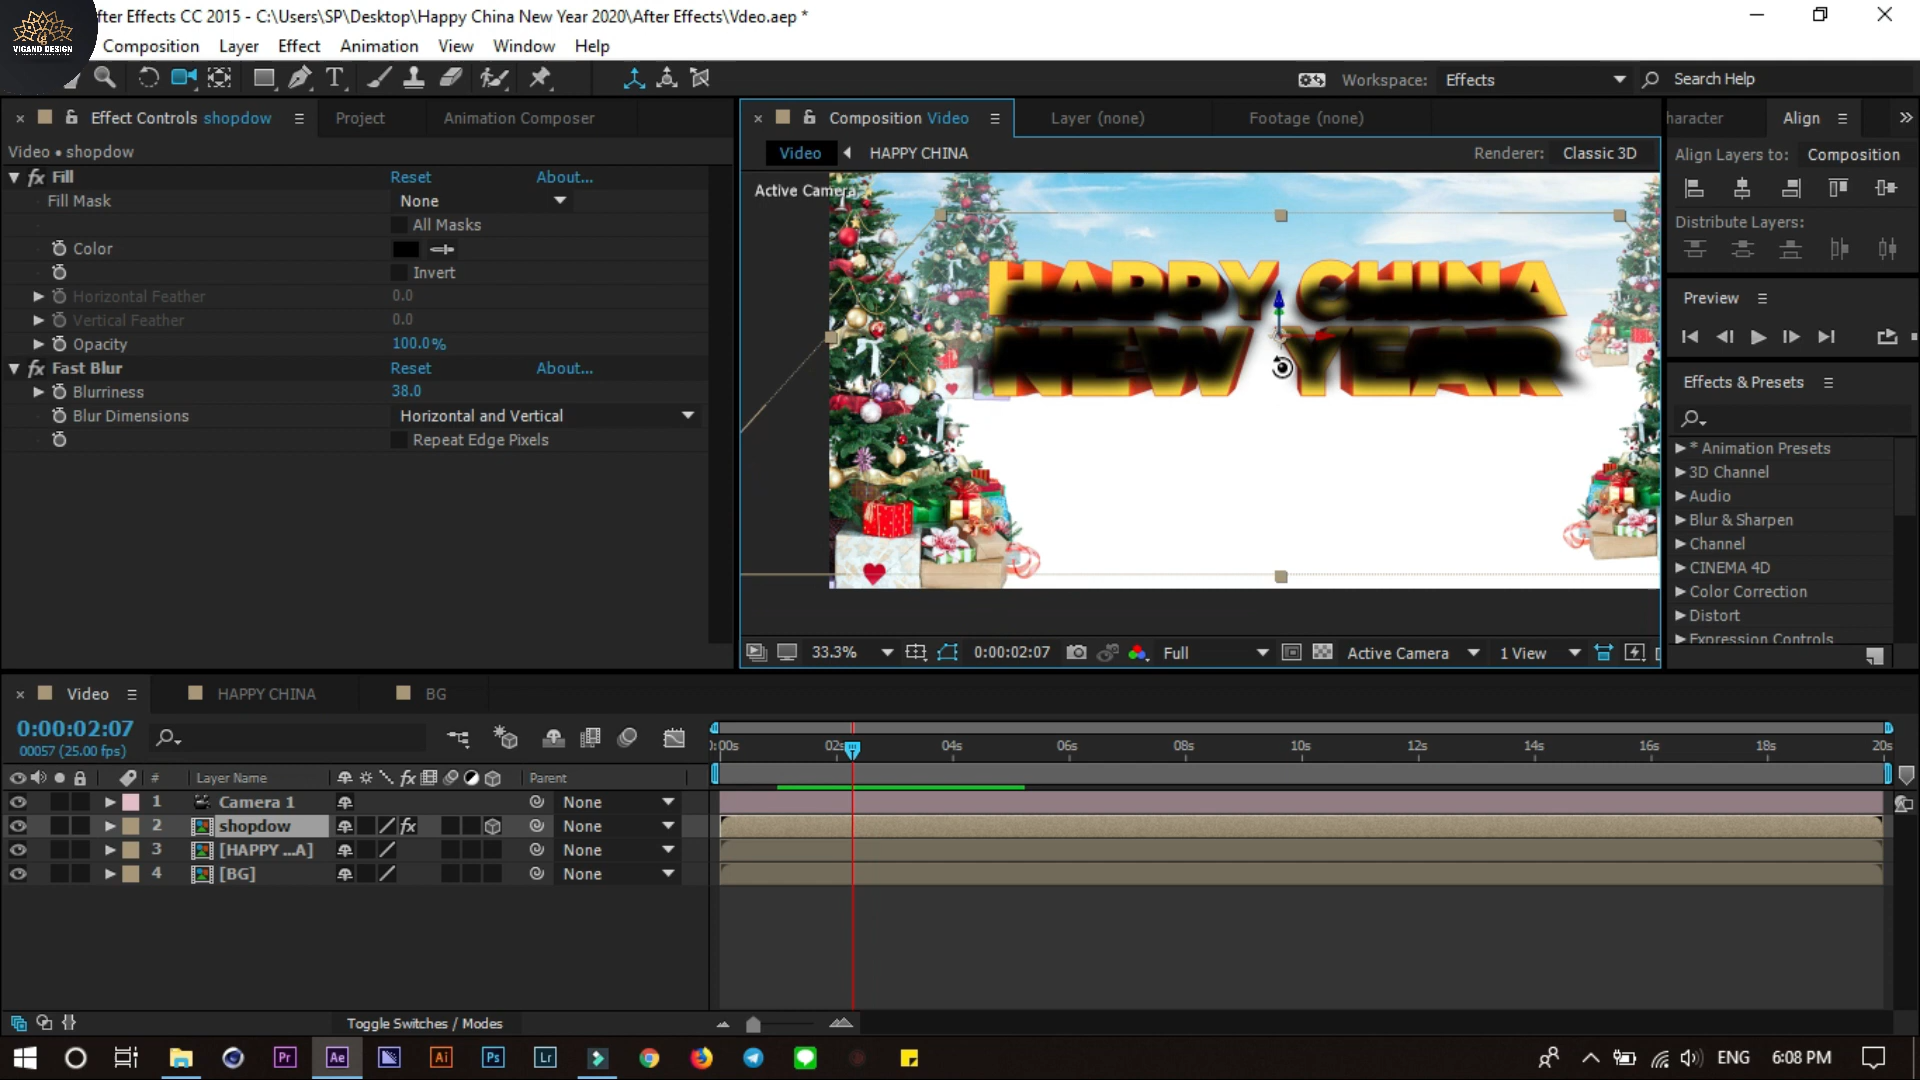 VIGAND DESIGN
fter Effects CC 2015 - C:\Users\SP\Desktop\Happy China New Year 2020\After Effects\Vdeo.aep *
Composition Layer Effect Animation View Window Help
Workspace: Effects Search Help
Effect Controls shopdow Project Animation Composer
Composition Video Layer (none) Footage (none)
haracter Align
Video • shopdow
Video HAPPY CHINA Renderer: Classic 3D
Align Layers to: Composition
fx Fill Reset About...
Fill Mask None
All Masks
Color
Invert
Horizontal Feather 0.0
Vertical Feather 0.0
Opacity 100.0%
fx Fast Blur Reset About...
Blurriness 38.0
Blur Dimensions Horizontal and Vertical
Repeat Edge Pixels
Active Camera
HAPPY CHINA
NEW YEAR
33.3% 0:00:02:07 Full Active Camera 1 View
Distribute Layers:
Preview
Effects & Presets
* Animation Presets
3D Channel
Audio
Blur & Sharpen
Channel
CINEMA 4D
Color Correction
Distort
Expression Controls
Video HAPPY CHINA BG
0:00:02:07
00057 (25.00 fps)
:00s 02s 04s 06s 08s 10s 12s 14s 16s 18s 20s
# Layer Name fx Parent
1 Camera 1 None
2 shopdow fx None
3 [HAPPY ...A] None
4 [BG] None
Toggle Switches / Modes
Pr Ae Ai Ps Lr ENG 6:08 PM